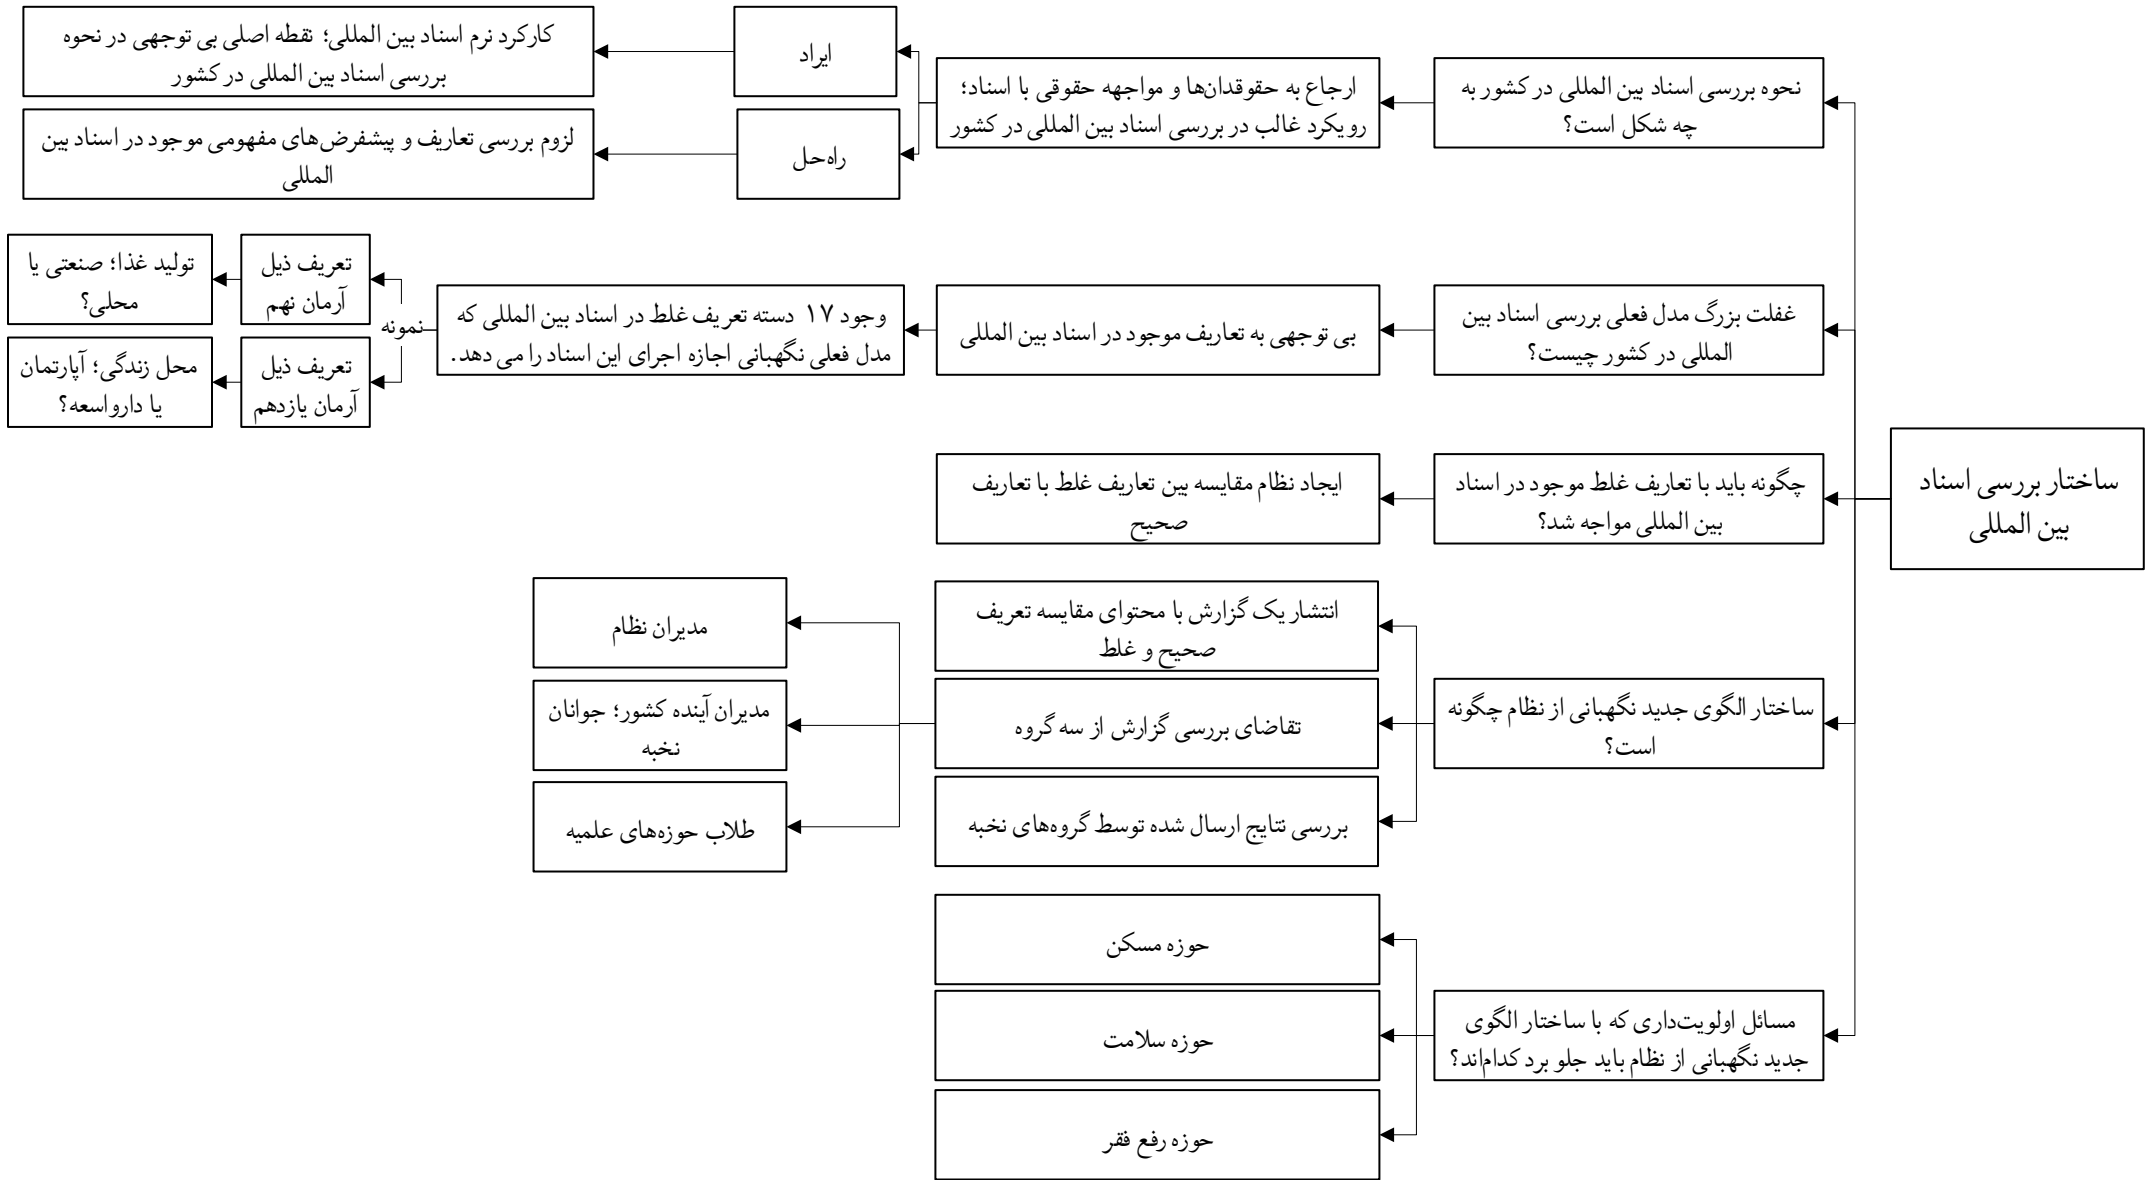 ساختار بررسی اسناد
بین المللی
نحوه بررسی اسناد بین المللی در کشور به
چه شکل است؟
ارجاع به حقوقدان‌ها و مواجهه حقوقی با اسناد؛
رویکرد غالب در بررسی اسناد بین المللی در کشور
ایراد
کارکرد نرم اسناد بین المللی؛ نقطه اصلی بی توجهی در نحوه
بررسی اسناد بین المللی در کشور
راه‌حل
لزوم بررسی تعاریف و پیشفرض‌های مفهومی موجود در اسناد بین
المللی
غفلت بزرگ مدل فعلی بررسی اسناد بین
المللی در کشور چیست؟
بی توجهی به تعاریف موجود در اسناد بین المللی
وجود ۱۷ دسته تعریف غلط در اسناد بین المللی که
مدل فعلی نگهبانی اجازه اجرای این اسناد را می دهد.
نمونه
تعریف ذیل
آرمان نهم
تولید غذا؛ صنعتی یا
محلی؟
تعریف ذیل
آرمان یازدهم
محل زندگی؛ آپارتمان
یا دارواسعه؟
چگونه باید با تعاریف غلط موجود در اسناد
بین المللی مواجه شد؟
ایجاد نظام مقایسه بین تعاریف غلط با تعاریف
صحیح
ساختار الگوی جدید نگهبانی از نظام چگونه
است؟
انتشار یک گزارش با محتوای مقایسه تعریف
صحیح و غلط
تقاضای بررسی گزارش از سه گروه
مدیران نظام
مدیران آینده کشور؛ جوانان
نخبه
طلاب حوزه‌های علمیه
بررسی نتایج ارسال شده توسط گروه‌های نخبه
مسائل اولویت‌داری که با ساختار الگوی
جدید نگهبانی از نظام باید جلو برد کدام‌اند؟
حوزه مسکن
حوزه سلامت
حوزه رفع فقر